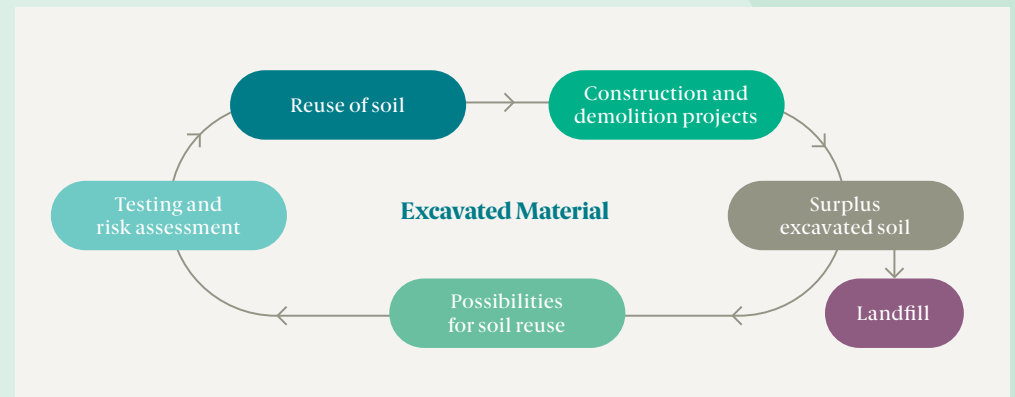 Reuse of soil
Construction and
demolition projects
Testing and
risk assessment
Excavated Material
Surplus
excavated soil
Possibilities
for soil reuse
Landfill